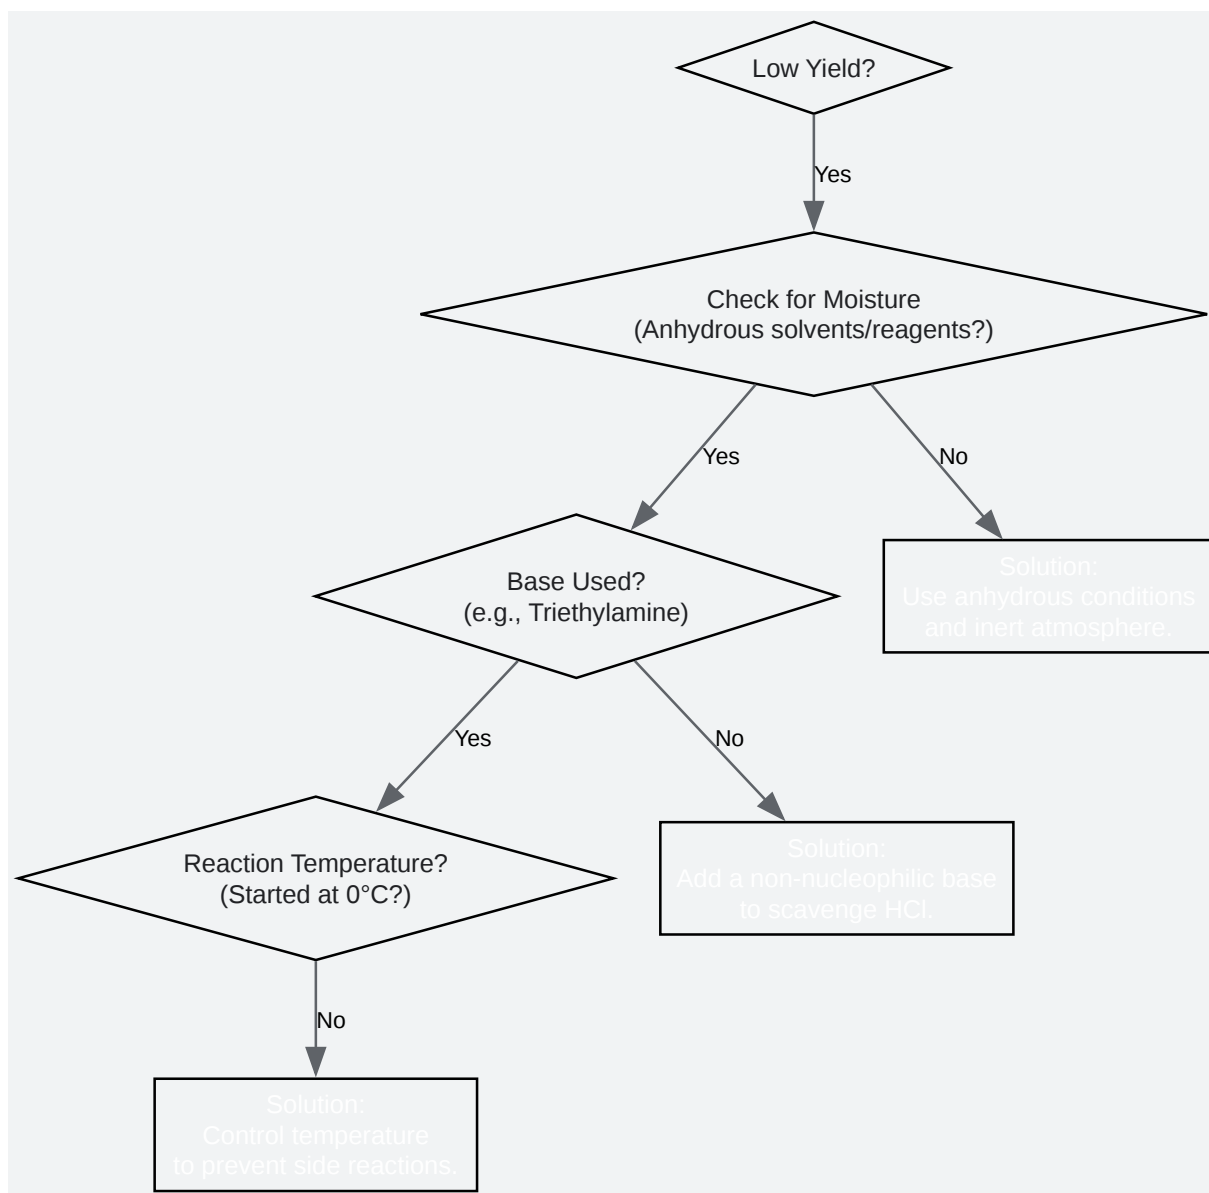 Low Yield?
Yes
Check for Moisture
(Anhydrous solvents/reagents?)
Yes
No
Base Used?
(e.g., Triethylamine)
Solution:
Use anhydrous conditions
and inert atmosphere.
Yes
No
Reaction Temperature?
(Started at 0°C?)
Solution:
Add a non-nucleophilic base
to scavenge HCl.
No
Solution:
Control temperature
to prevent side reactions.